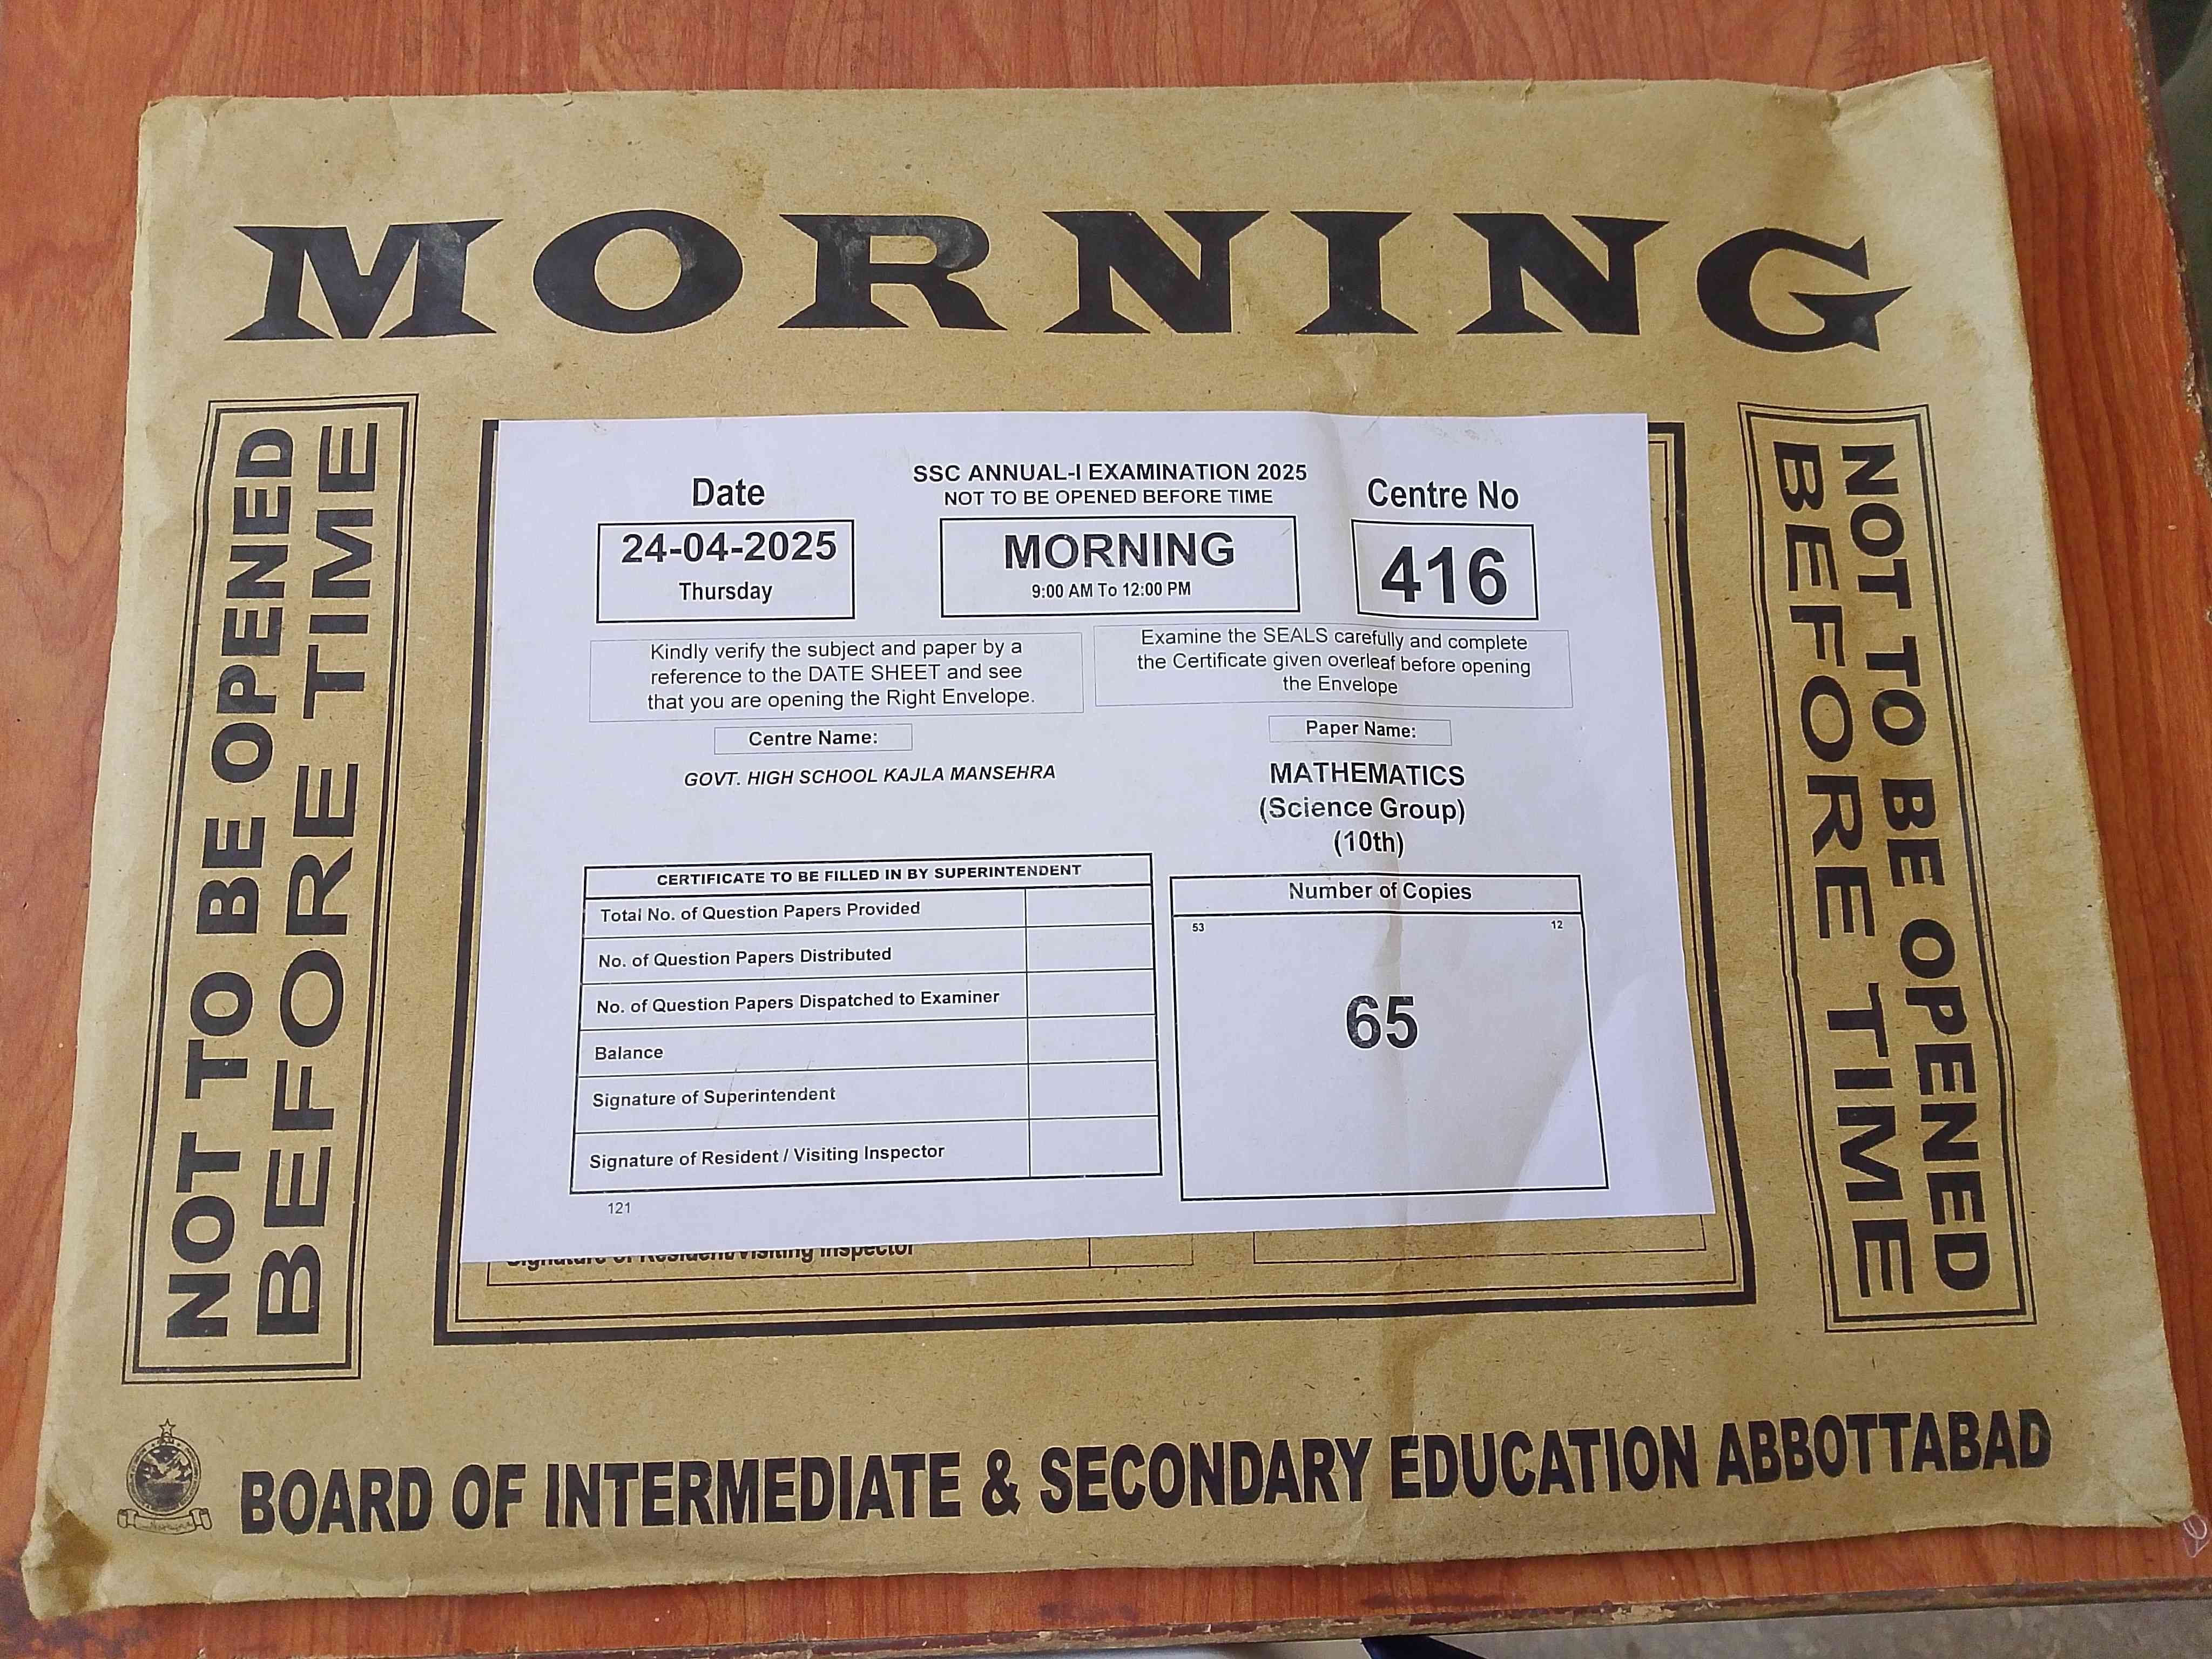 MORNING
NOT TO BE OPENED
BEFORE TIME
SSC ANNUAL-I EXAMINATION 2025
NOT TO BE OPENED BEFORE TIME
Date
24-04-2025
Thursday
MORNING
9:00 AM To 12:00 PM
Centre No
416
Kindly verify the subject and paper by a
reference to the DATE SHEET and see
that you are opening the Right Envelope.
Examine the SEALS carefully and complete
the Certificate given overleaf before opening
the Envelope
Centre Name:
GOVT. HIGH SCHOOL KAJLA MANSEHRA
Paper Name:
MATHEMATICS
(Science Group)
(10th)
CERTIFICATE TO BE FILLED IN BY SUPERINTENDENT
Total No. of Question Papers Provided
No. of Question Papers Distributed
No. of Question Papers Dispatched to Examiner
Balance
Signature of Superintendent
Signature of Resident / Visiting Inspector
Number of Copies
53 12
65
121
Signature of Resident/Visiting Inspector
NOT TO BE OPENED
BEFORE TIME
BOARD OF INTERMEDIATE & SECONDARY EDUCATION ABBOTTABAD